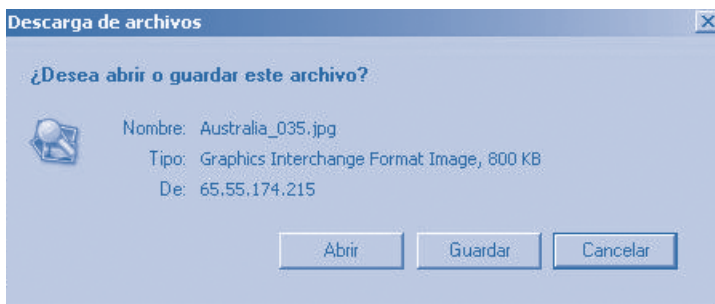 Descarga de archivos
¿Desea abrir o guardar este archivo?
Nombre: Australia_035.jpg
Tipo: Graphics Interchange Format Image, 800 KB
De: 65.55.174.215
Abrir Guardar Cancelar